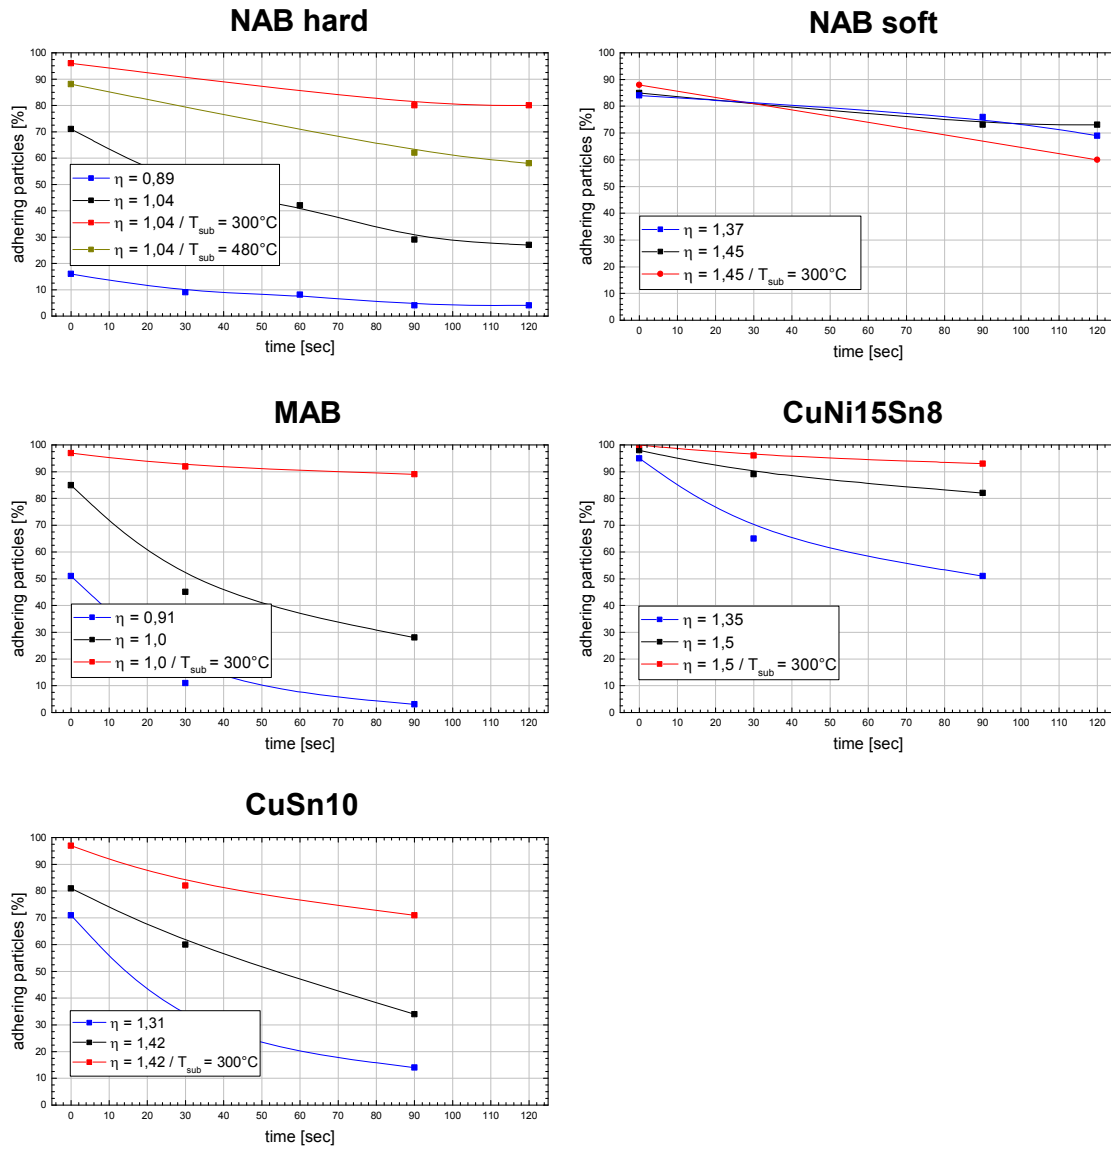 NAB hard
100
90
80
70
60
50
40
30
20
10
0
adhering particles [%]
η = 0,89
η = 1,04
η = 1,04 / Tsub = 300°C
η = 1,04 / Tsub = 480°C
0 10 20 30 40 50 60 70 80 90 100 110 120
time [sec]
NAB soft
100
90
80
70
60
50
40
30
20
10
0
adhering particles [%]
η = 1,37
η = 1,45
η = 1,45 / Tsub = 300°C
0 10 20 30 40 50 60 70 80 90 100 110 120
time [sec]
MAB
100
90
80
70
60
50
40
30
20
10
0
adhering particles [%]
η = 0,91
η = 1,0
η = 1,0 / Tsub = 300°C
0 10 20 30 40 50 60 70 80 90 100 110 120
time [sec]
CuNi15Sn8
100
90
80
70
60
50
40
30
20
10
0
adhering particles [%]
η = 1,35
η = 1,5
η = 1,5 / Tsub = 300°C
0 10 20 30 40 50 60 70 80 90 100 110 120
time [sec]
CuSn10
100
90
80
70
60
50
40
30
20
10
0
adhering particles [%]
η = 1,31
η = 1,42
η = 1,42 / Tsub = 300°C
0 10 20 30 40 50 60 70 80 90 100 110 120
time [sec]